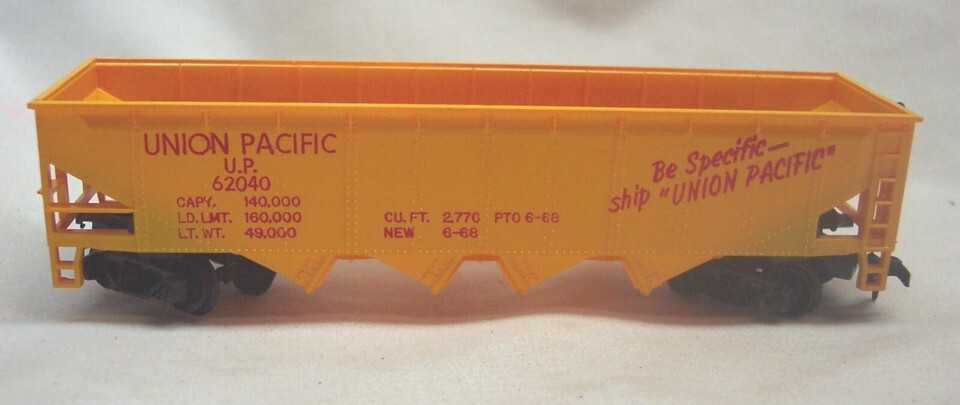 UNION PACIFIC
U.P.
62040
CAPY. 140,000
LD. LMT. 160,000
LT. WT. 49,000
CU. FT. 2,770 PTO 6-68
NEW 6-68
Be Specific—
ship "UNION PACIFIC"